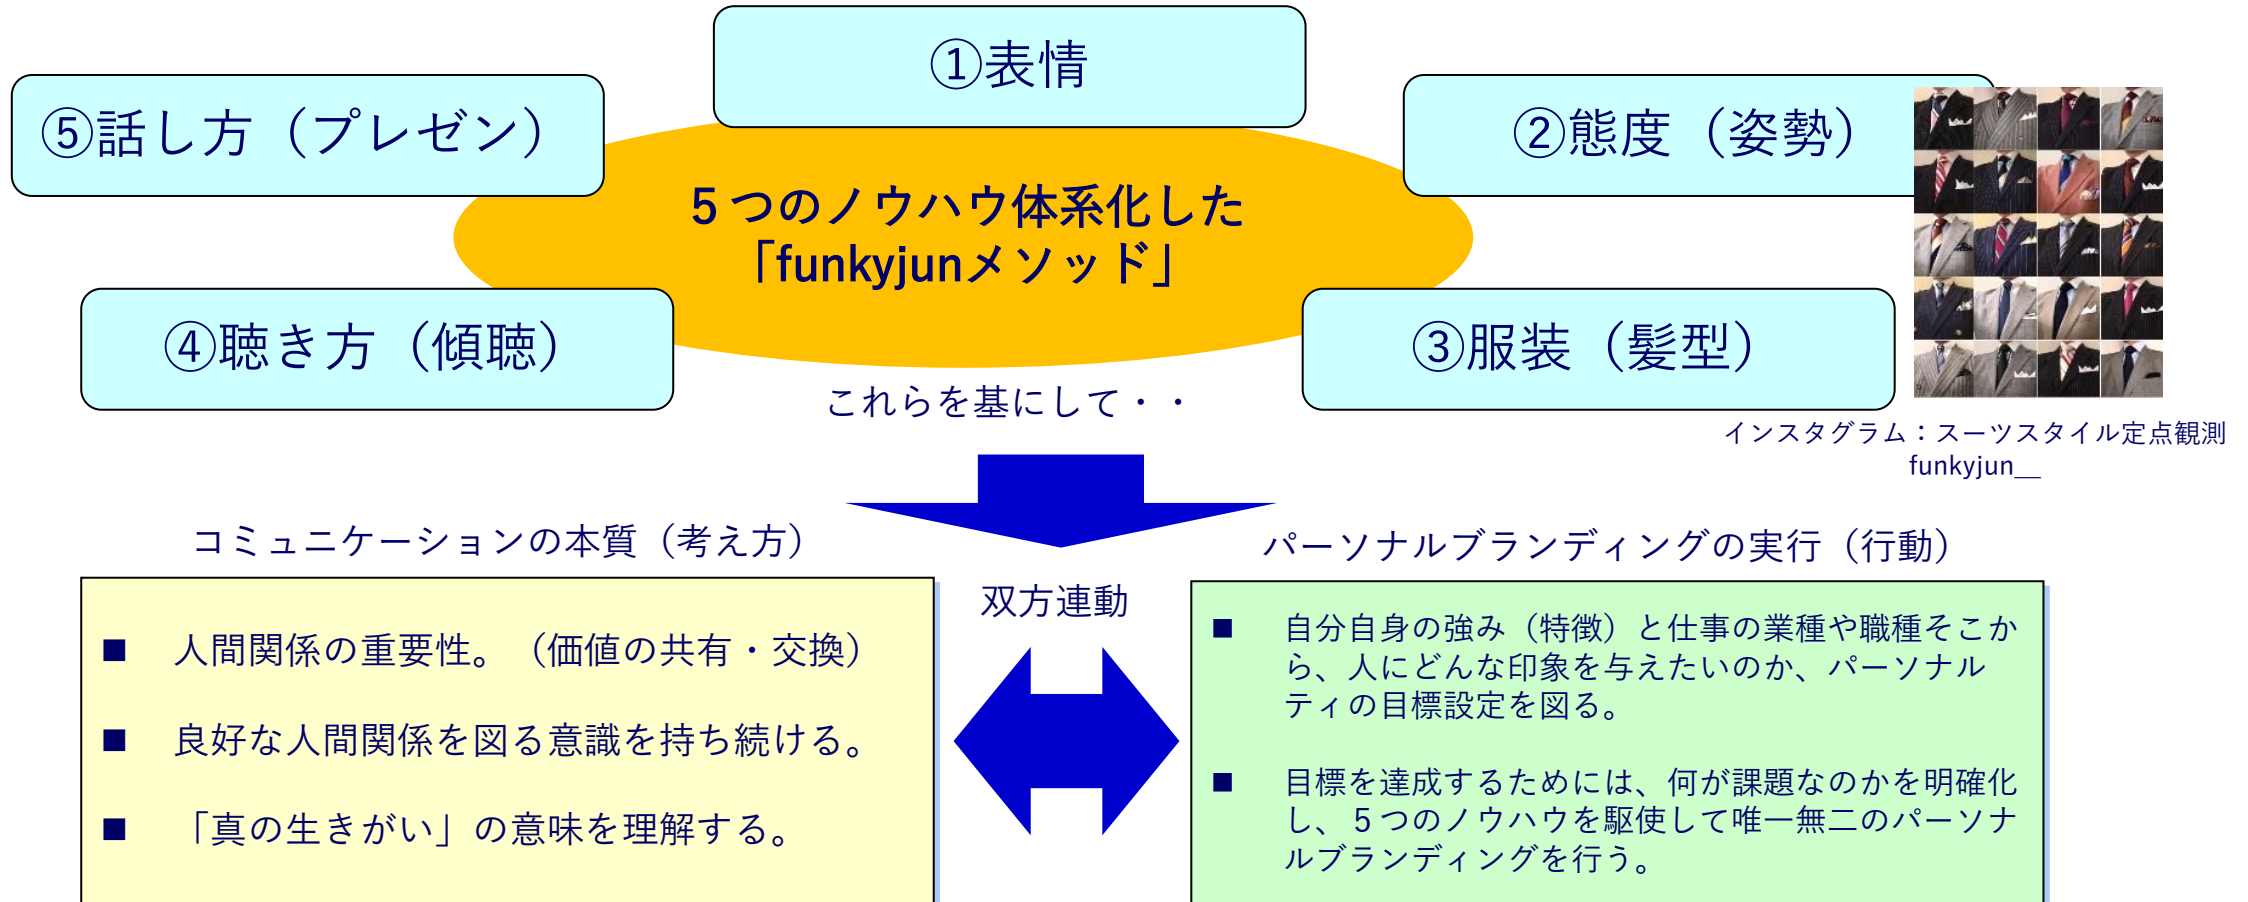 ①表情
⑤話し方（プレゼン）
②態度（姿勢）
５つのノウハウ体系化した
「funkyjunメソッド」
④聴き方（傾聴）
③服装（髪型）
これらを基にして・・
インスタグラム：スーツスタイル定点観測
funkyjun__
コミュニケーションの本質（考え方）
パーソナルブランディングの実行（行動）
双方連動
■ 人間関係の重要性。（価値の共有・交換）
■ 良好な人間関係を図る意識を持ち続ける。
■ 「真の生きがい」の意味を理解する。
■ 自分自身の強み（特徴）と仕事の業種や職種そこか
ら、人にどんな印象を与えたいのか、パーソナル
ティの目標設定を図る。
■ 目標を達成するためには、何が課題なのかを明確化
し、５つのノウハウを駆使して唯一無二のパーソナ
ルブランディングを行う。